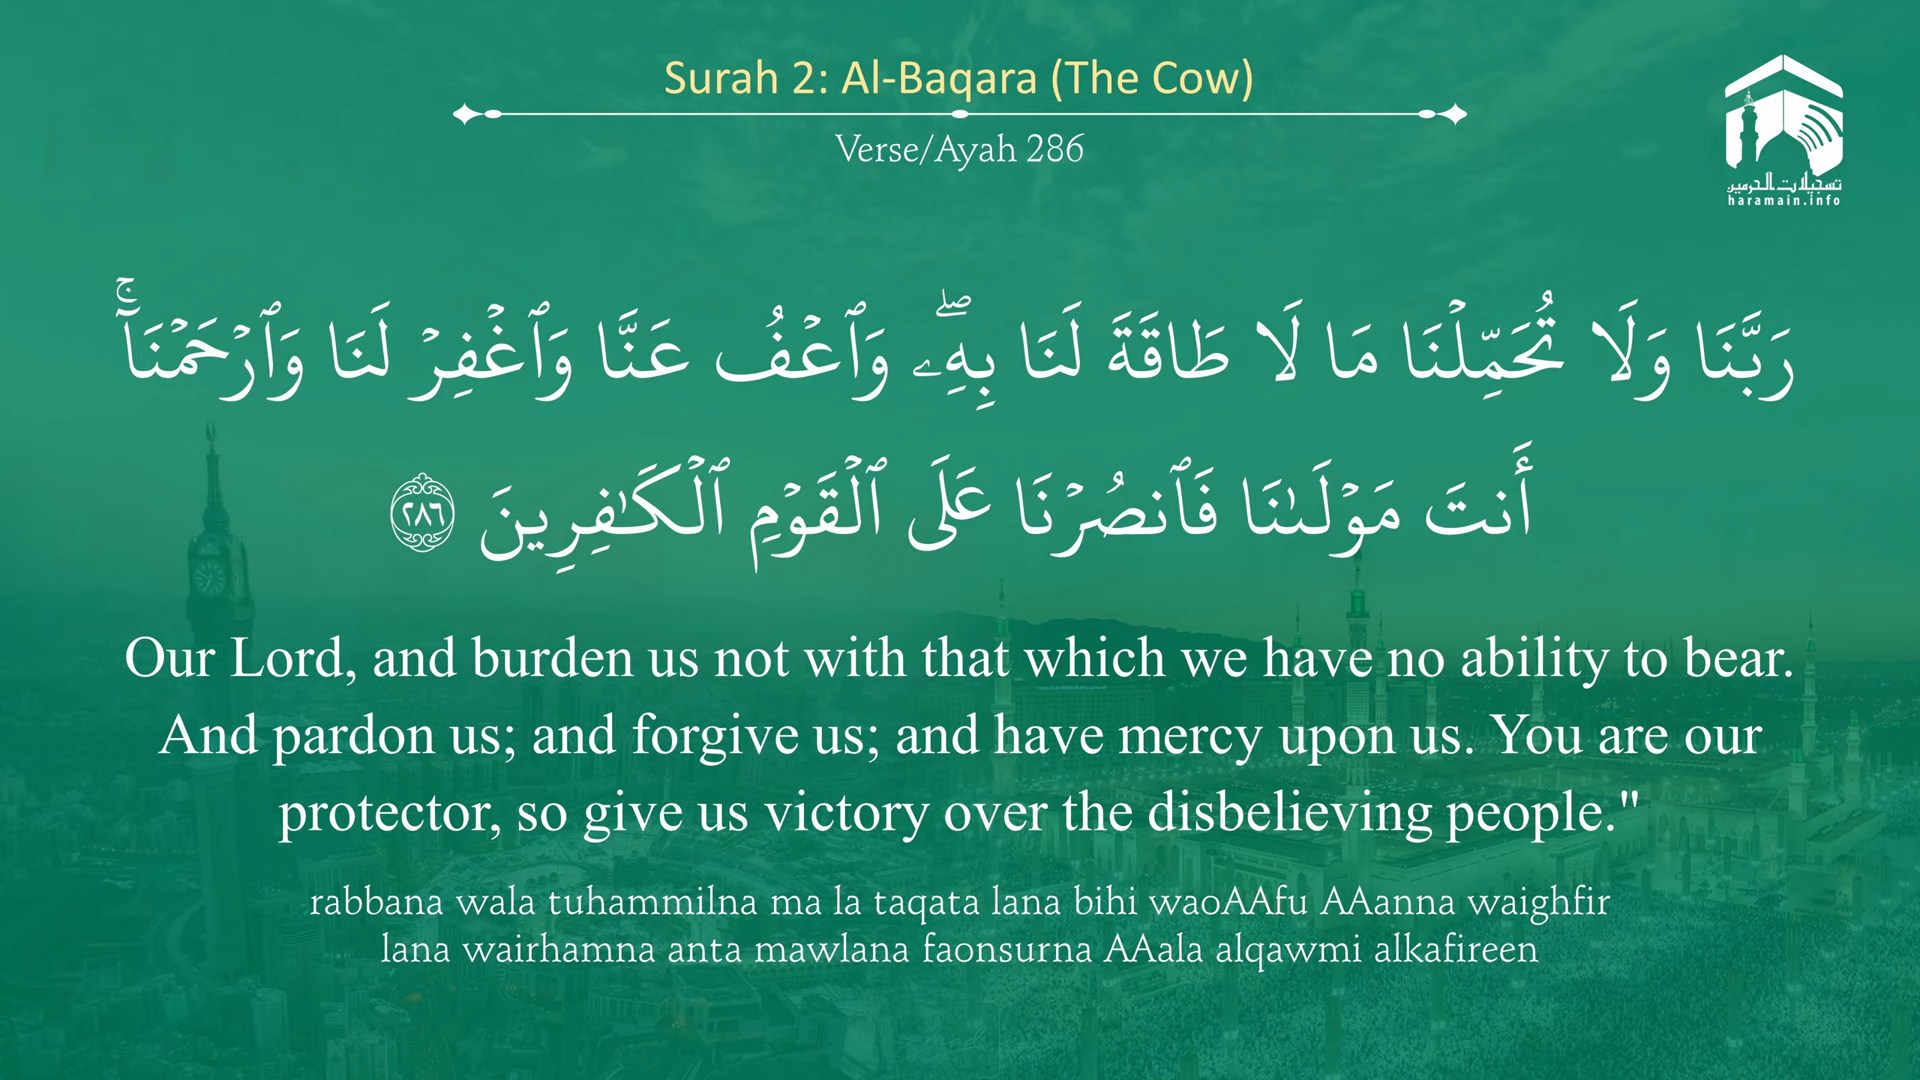 Surah 2: Al-Baqara (The Cow)
Verse/Ayah 286
تسجيلات الحرمين
haramain.info
رَبَّنَا وَلَا تُحَمِّلْنَا مَا لَا طَاقَةَ لَنَا بِهِۦ ۖ وَٱعْفُ عَنَّا وَٱغْفِرْ لَنَا وَٱرْحَمْنَآ ۚ
أَنتَ مَوْلَىٰنَا فَٱنصُرْنَا عَلَى ٱلْقَوْمِ ٱلْكَـٰفِرِينَ ٢٨٦
Our Lord, and burden us not with that which we have no ability to bear.
And pardon us; and forgive us; and have mercy upon us. You are our
protector, so give us victory over the disbelieving people."
rabbana wala tuhammilna ma la taqata lana bihi waoAAfu AAanna waighfir
lana wairhamna anta mawlana faonsurna AAala alqawmi alkafireen